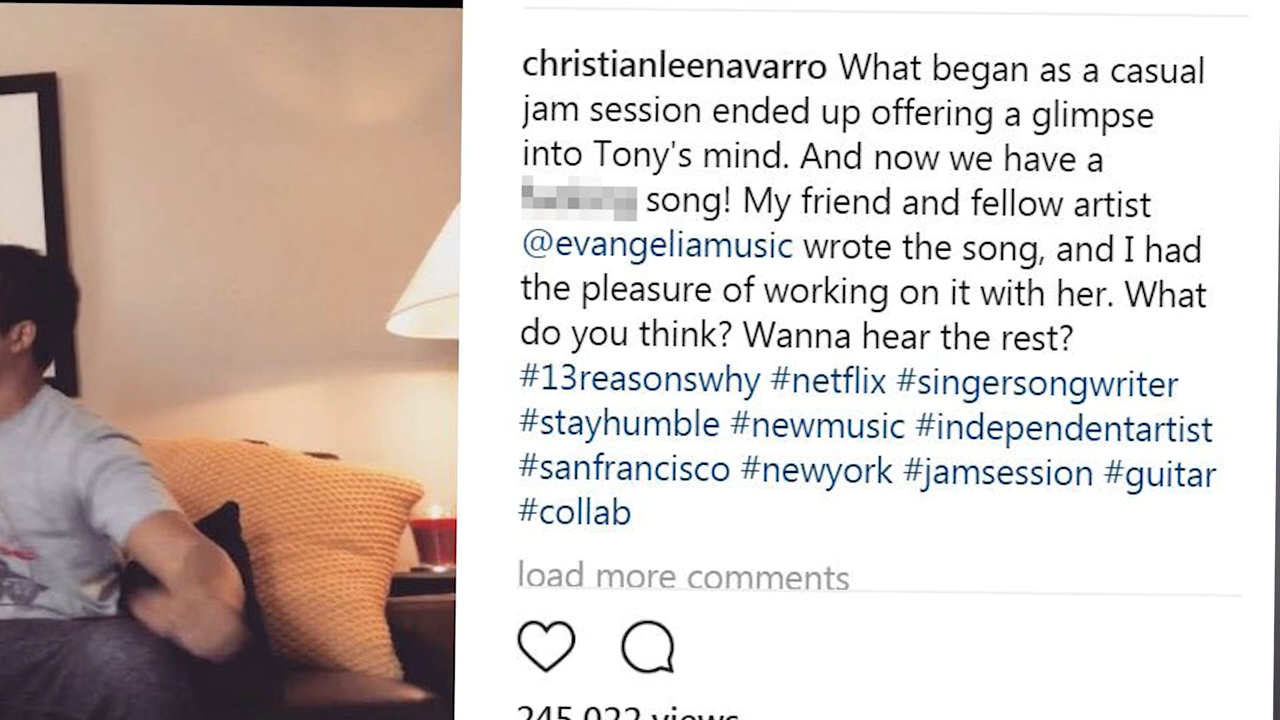 christianleenavarro What began as a casual
jam session ended up offering a glimpse
into Tony's mind. And now we have a
song! My friend and fellow artist
@evangeliamusic wrote the song, and I had
the pleasure of working on it with her. What
do you think? Wanna hear the rest?
#13reasonswhy #netflix #singersongwriter
#stayhumble #newmusic #independentartist
#sanfrancisco #newyork #jamsession #guitar
#collab
load more comments
245,022 views